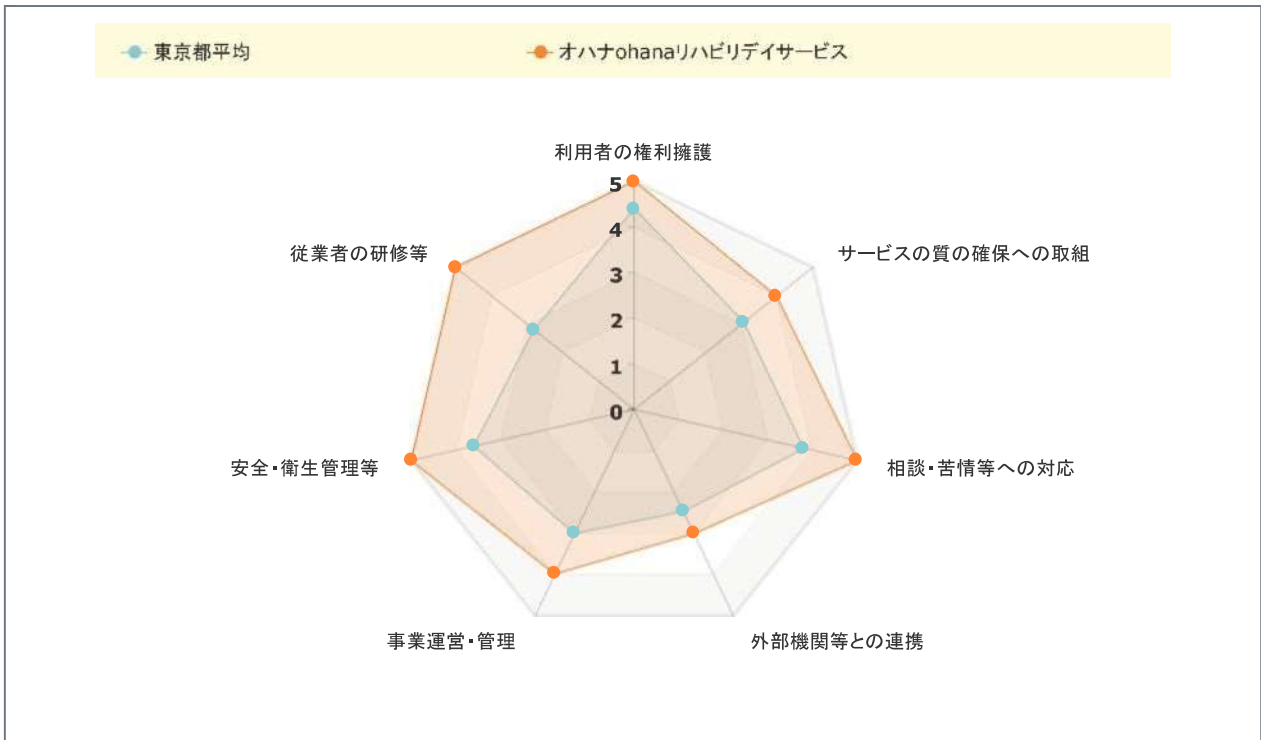 東京都平均
オハナohanaリハビリデイサービス
利用者の権利擁護
5
従業者の研修等
サービスの質の確保への取組
4
3
2
1
0
安全・衛生管理等
相談・苦情等への対応
事業運営・管理
外部機関等との連携